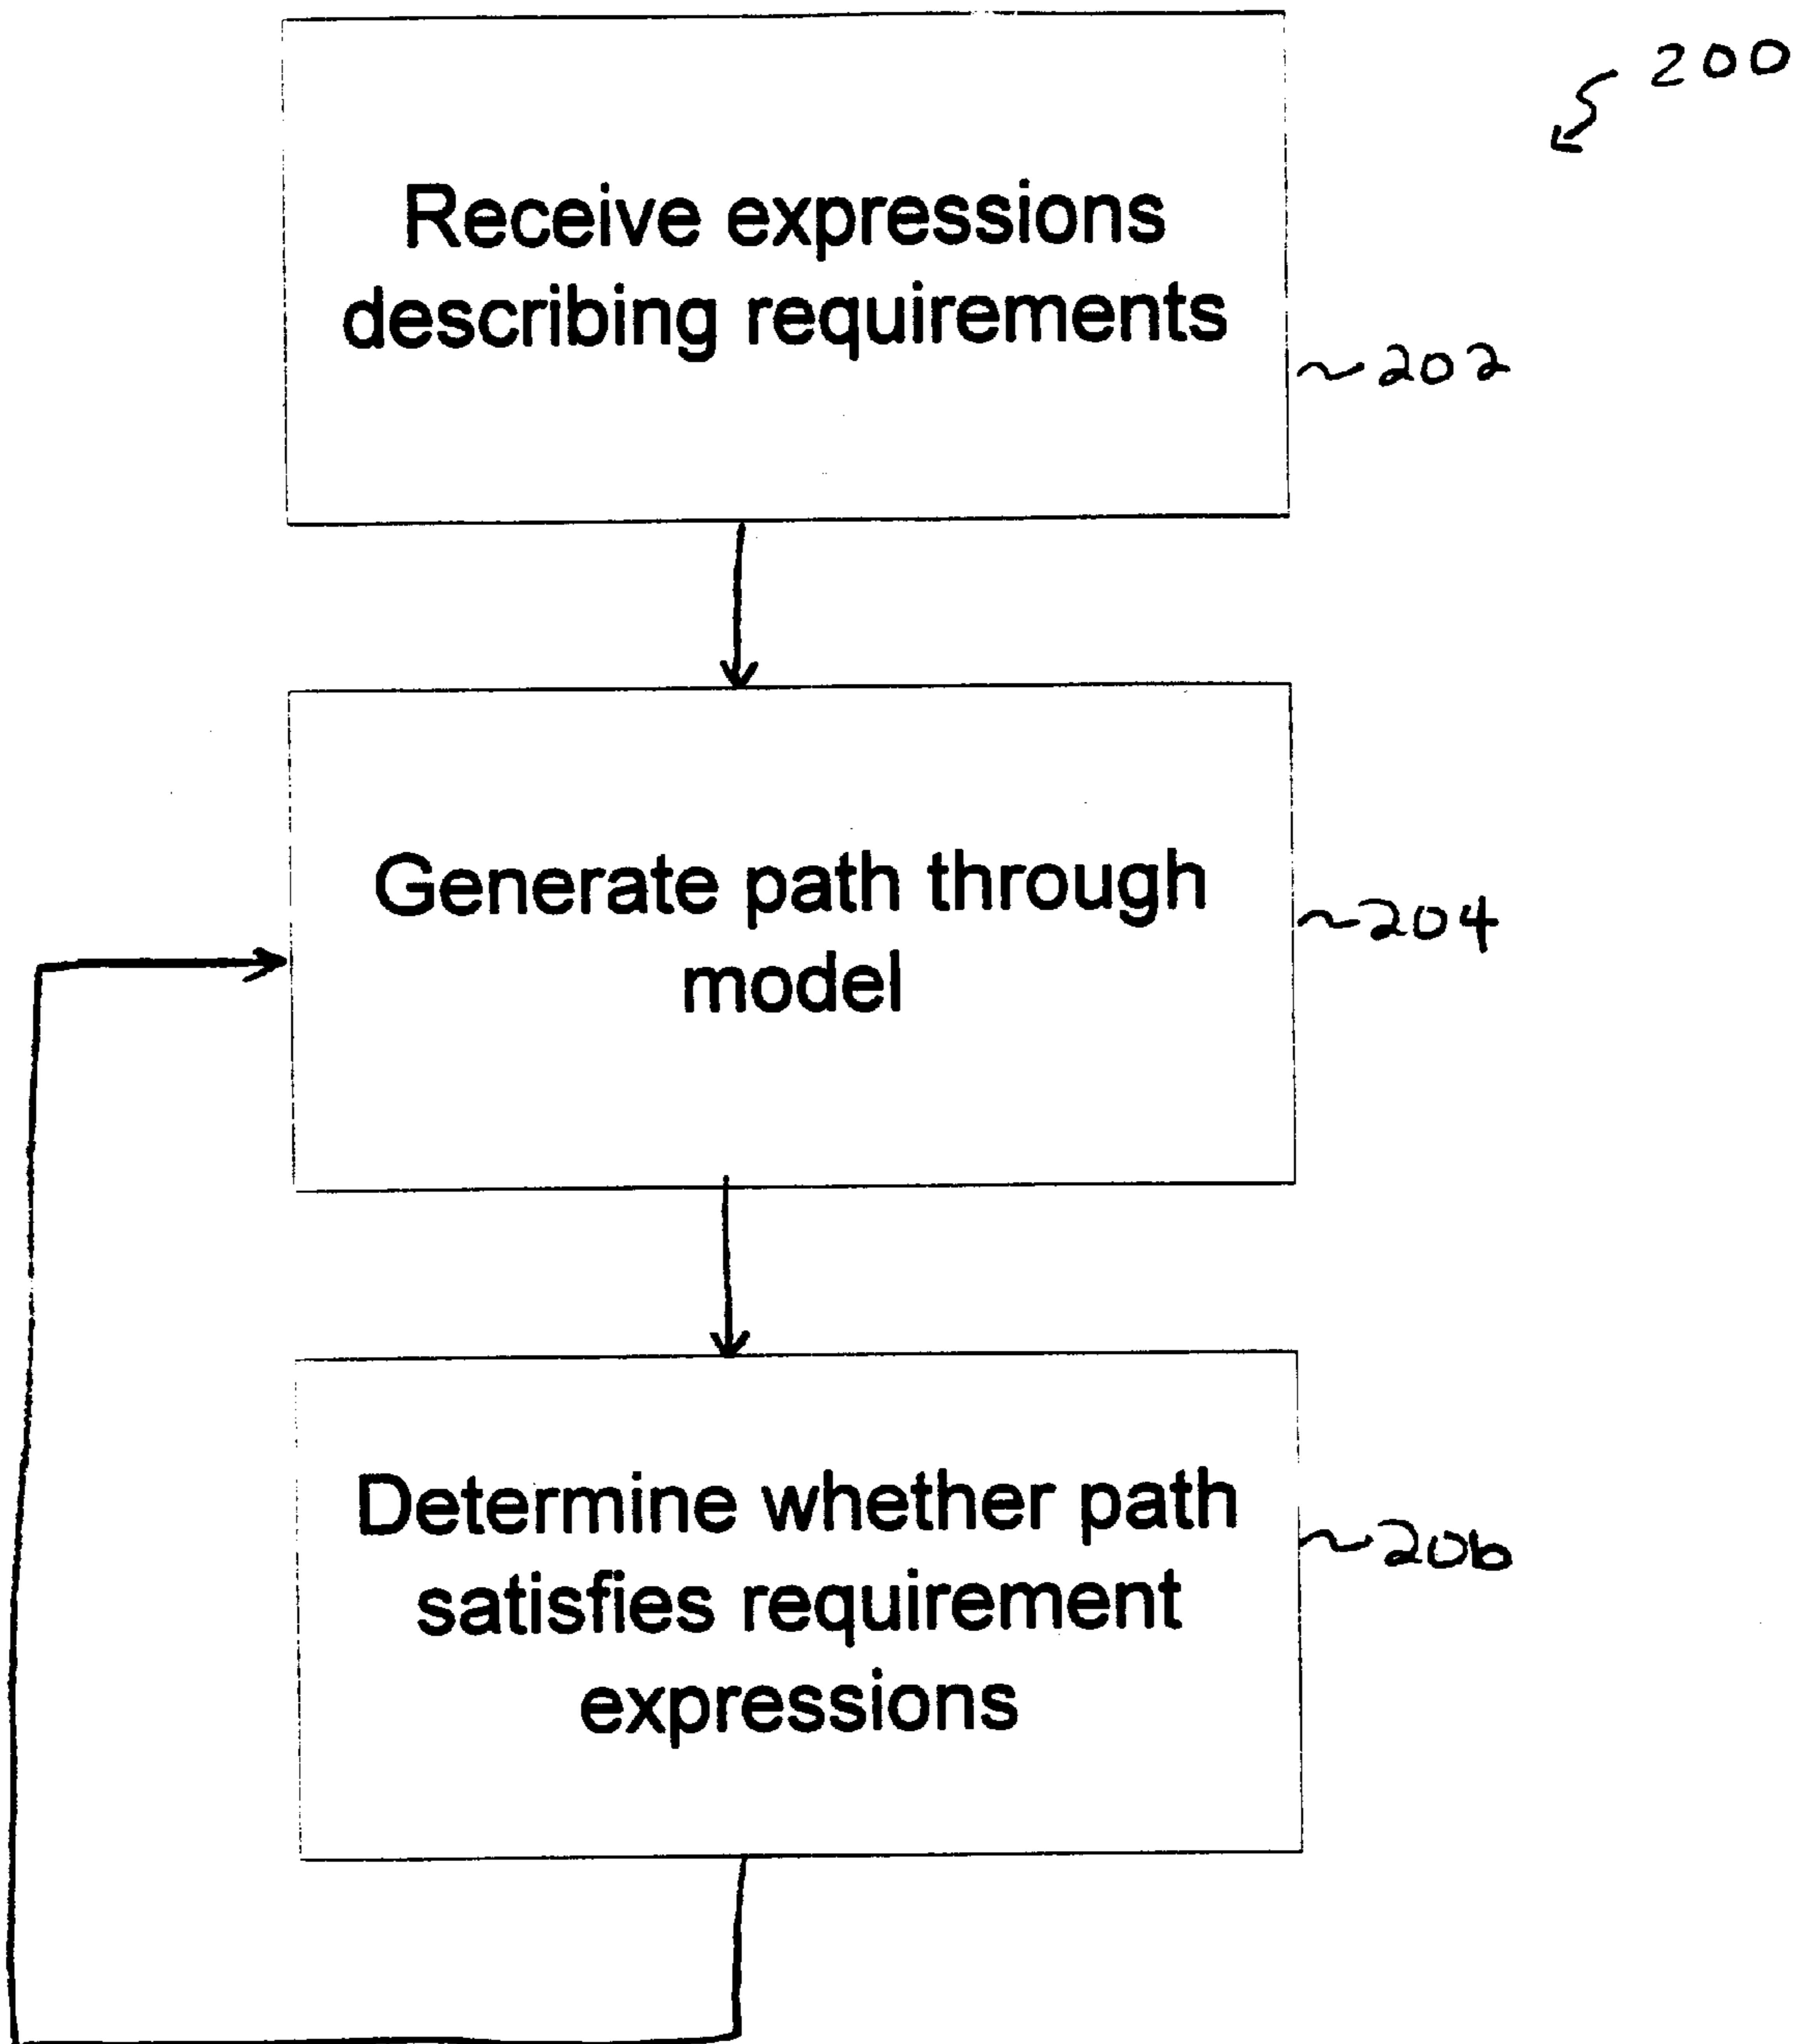 200
Receive expressions
describing requirements
~202
Generate path through
model
~204
Determine whether path
satisfies requirement
expressions
~206